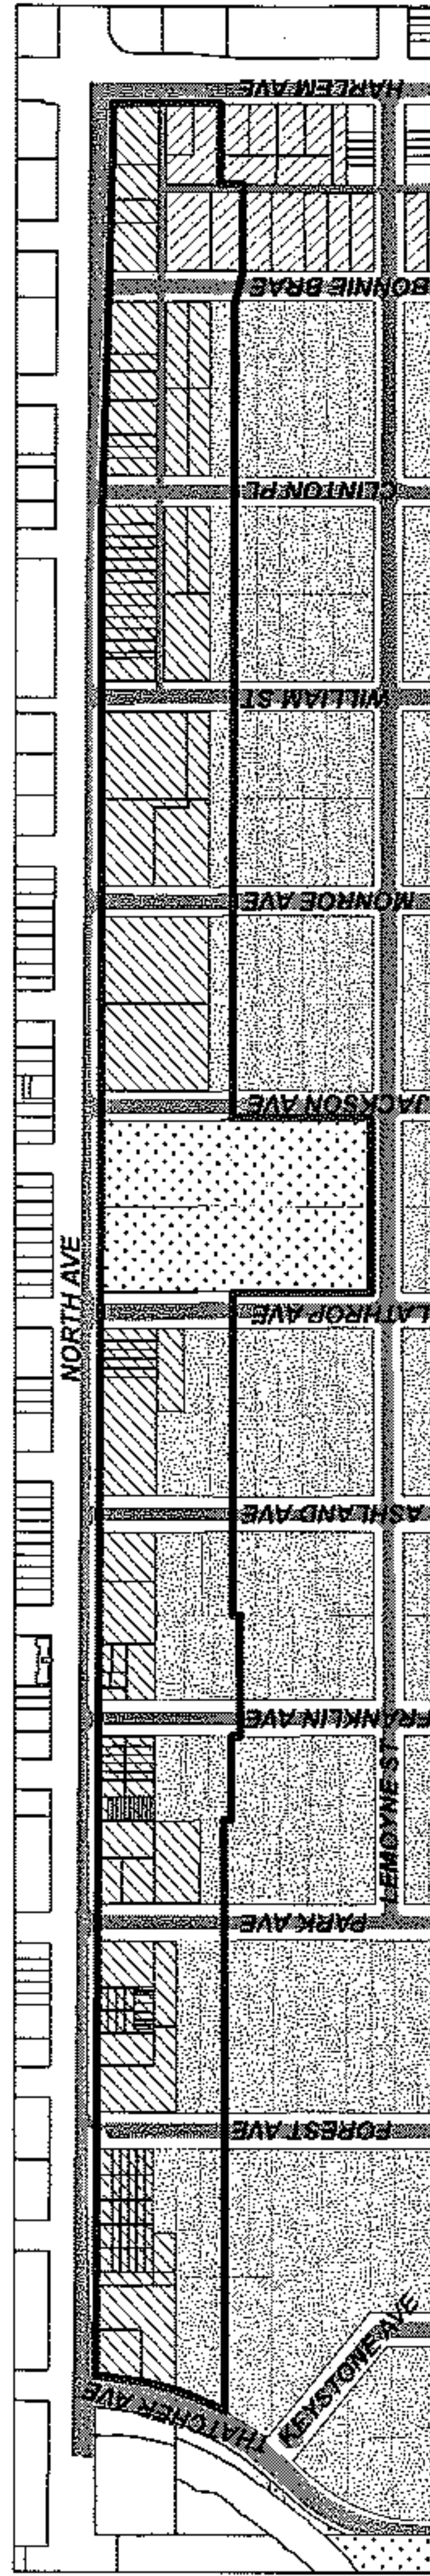 HARLEM AVE
BONNIE BRAE
CLINTON PL
WILLIAM ST
MONROE AVE
JACKSON AVE
NORTH AVE
LATHROP AVE
ASHLAND AVE
FRANKLIN AVE
LEMOYNE ST
PARK AVE
FOREST AVE
KEYSTONE AVE
THATCHER AVE